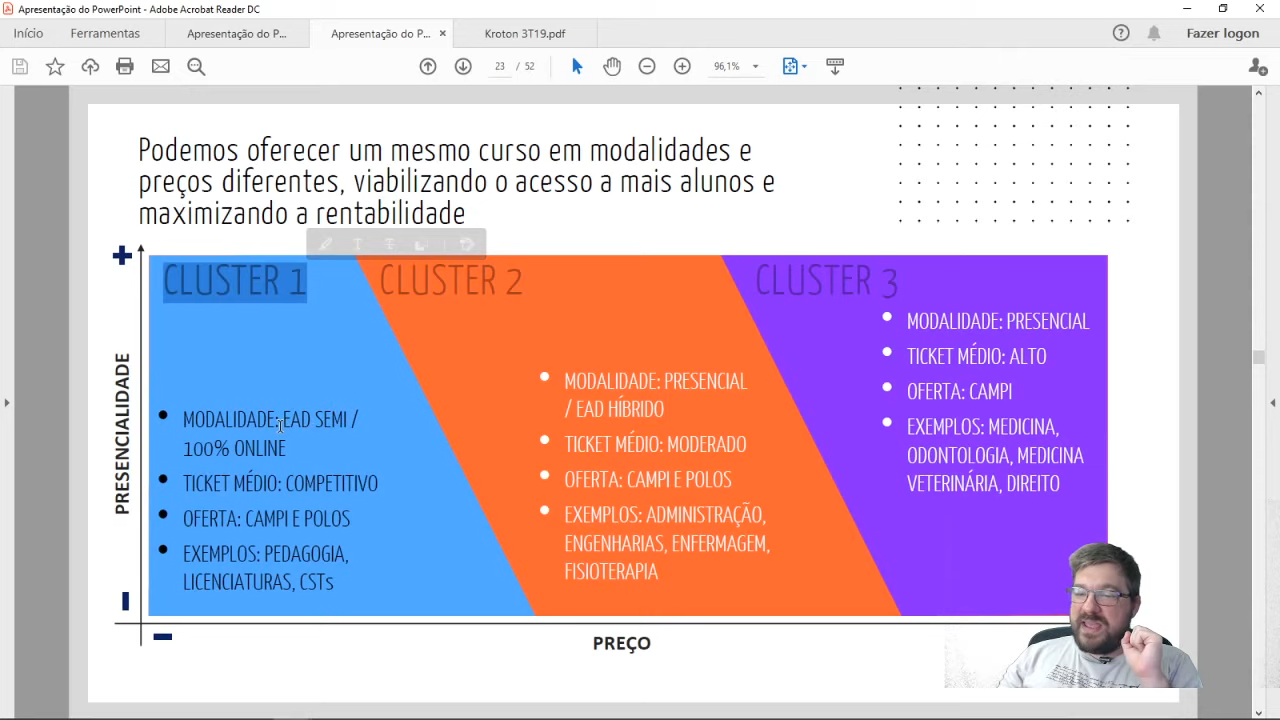 Apresentação do PowerPoint - Adobe Acrobat Reader DC
Início
Ferramentas
Apresentação do P...
Apresentação do P... ×
Kroton 3T19.pdf
Fazer logon
23 / 52
96,1%
Podemos oferecer um mesmo curso em modalidades e
preços diferentes, viabilizando o acesso a mais alunos e
maximizando a rentabilidade
PRESENCIALIDADE
CLUSTER 1
• MODALIDADE: EAD SEMI /
100% ONLINE
• TICKET MÉDIO: COMPETITIVO
• OFERTA: CAMPI E POLOS
• EXEMPLOS: PEDAGOGIA,
LICENCIATURAS, CSTs
CLUSTER 2
• MODALIDADE: PRESENCIAL
/ EAD HÍBRIDO
• TICKET MÉDIO: MODERADO
• OFERTA: CAMPI E POLOS
• EXEMPLOS: ADMINISTRAÇÃO,
ENGENHARIAS, ENFERMAGEM,
FISIOTERAPIA
CLUSTER 3
• MODALIDADE: PRESENCIAL
• TICKET MÉDIO: ALTO
• OFERTA: CAMPI
• EXEMPLOS: MEDICINA,
ODONTOLOGIA, MEDICINA
VETERINÁRIA, DIREITO
PREÇO